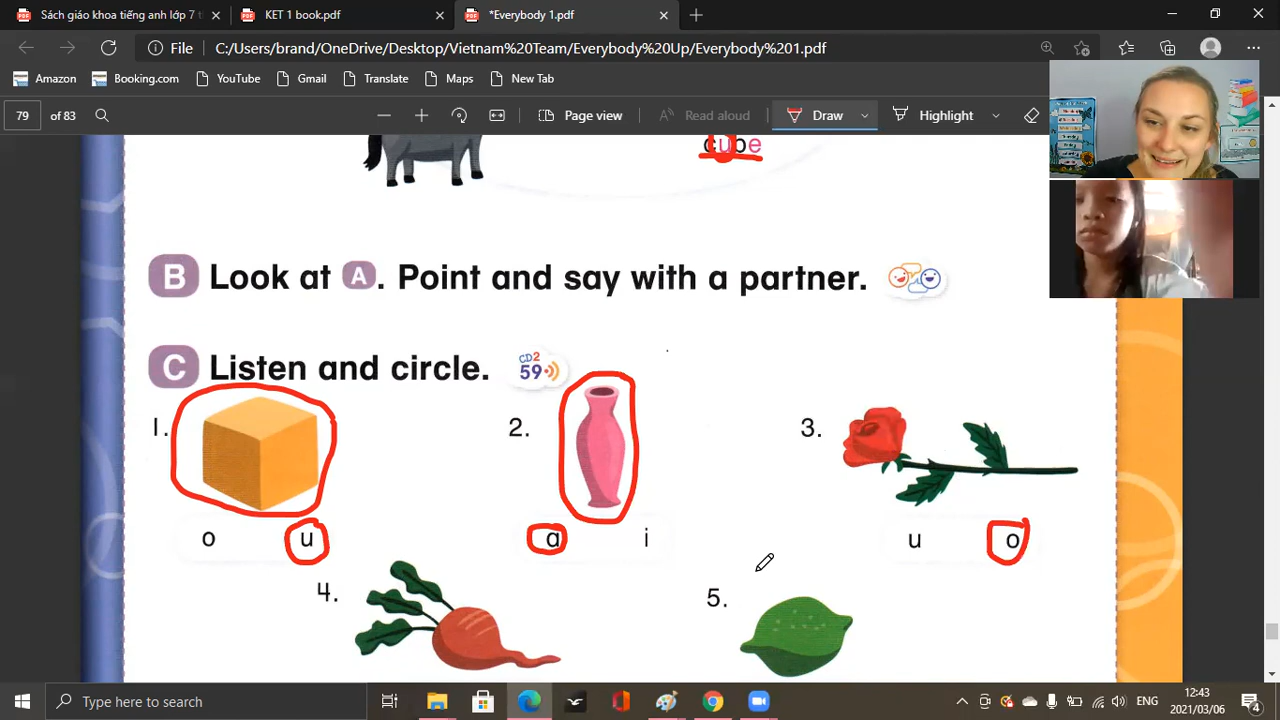 Sách giáo khoa tiếng anh lớp 7
KET 1 book.pdf
*Everybody 1.pdf
File
C:/Users/brand/OneDrive/Desktop/Vietnam%20Team/Everybody%20Up/Everybody%201.pdf
Amazon
Booking.com
YouTube
Gmail
Translate
Maps
New Tab
79 of 83
Page view
Read aloud
Draw
Highlight
cube
B Look at A. Point and say with a partner.
C Listen and circle.
CD2
59
1.
2.
3.
o u
a i
u o
4.
5.
Type here to search
ENG
12:43
2021/03/06
4